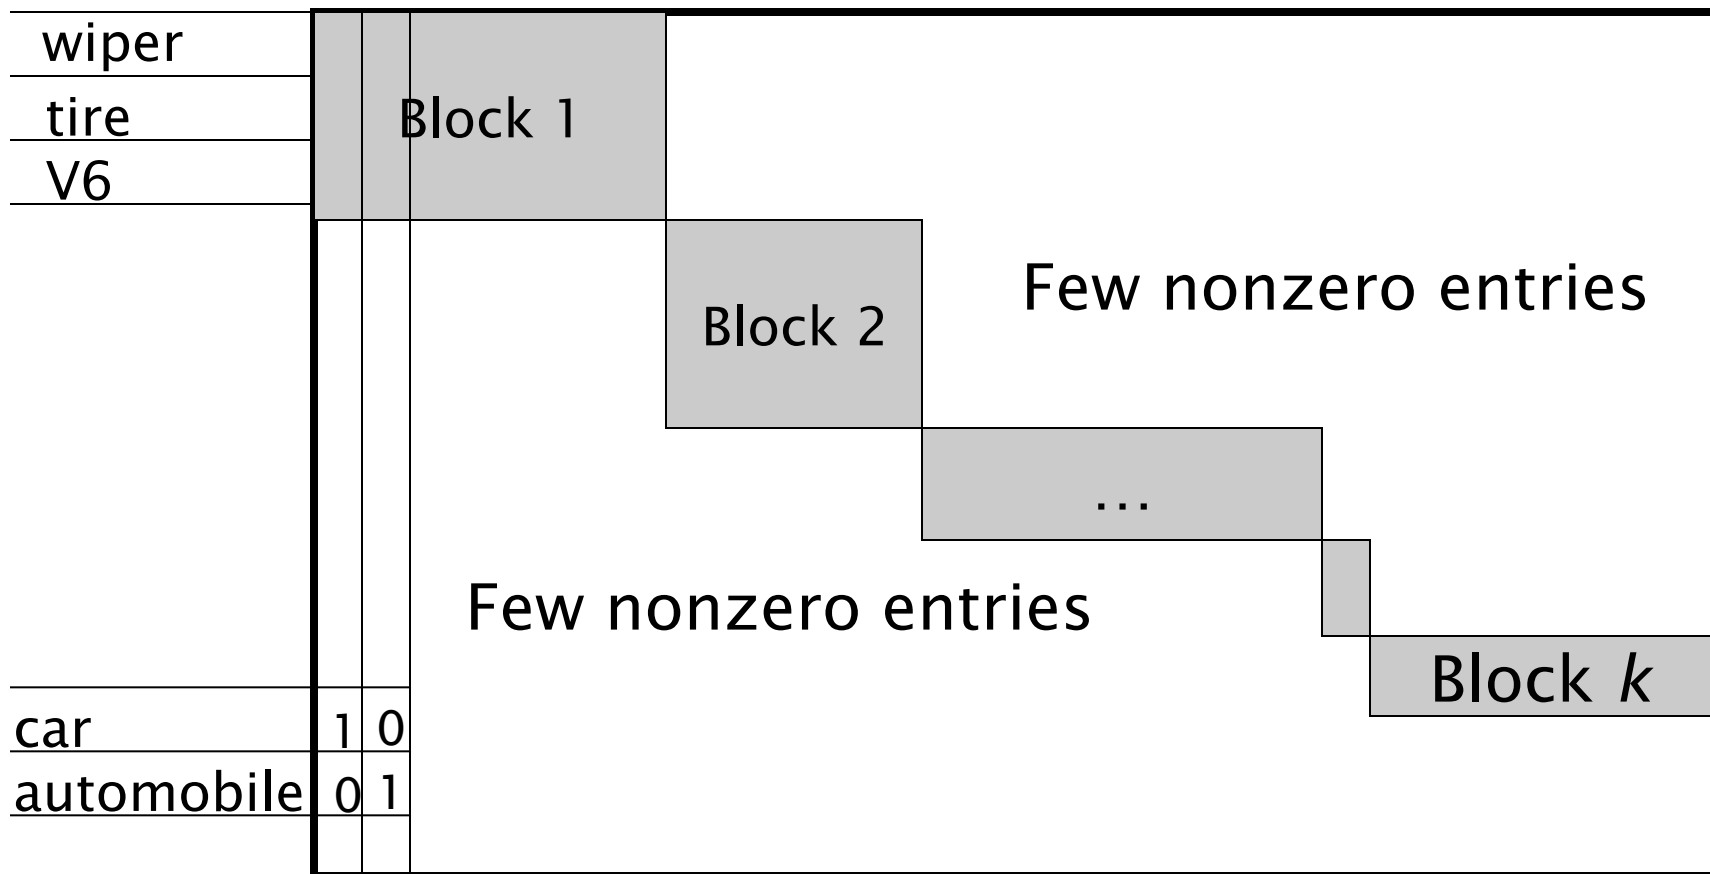 wiper
tire
Block 1
V6
Few nonzero entries
Block 2
...
Few nonzero entries
Block k
car 1 0
automobile 0 1